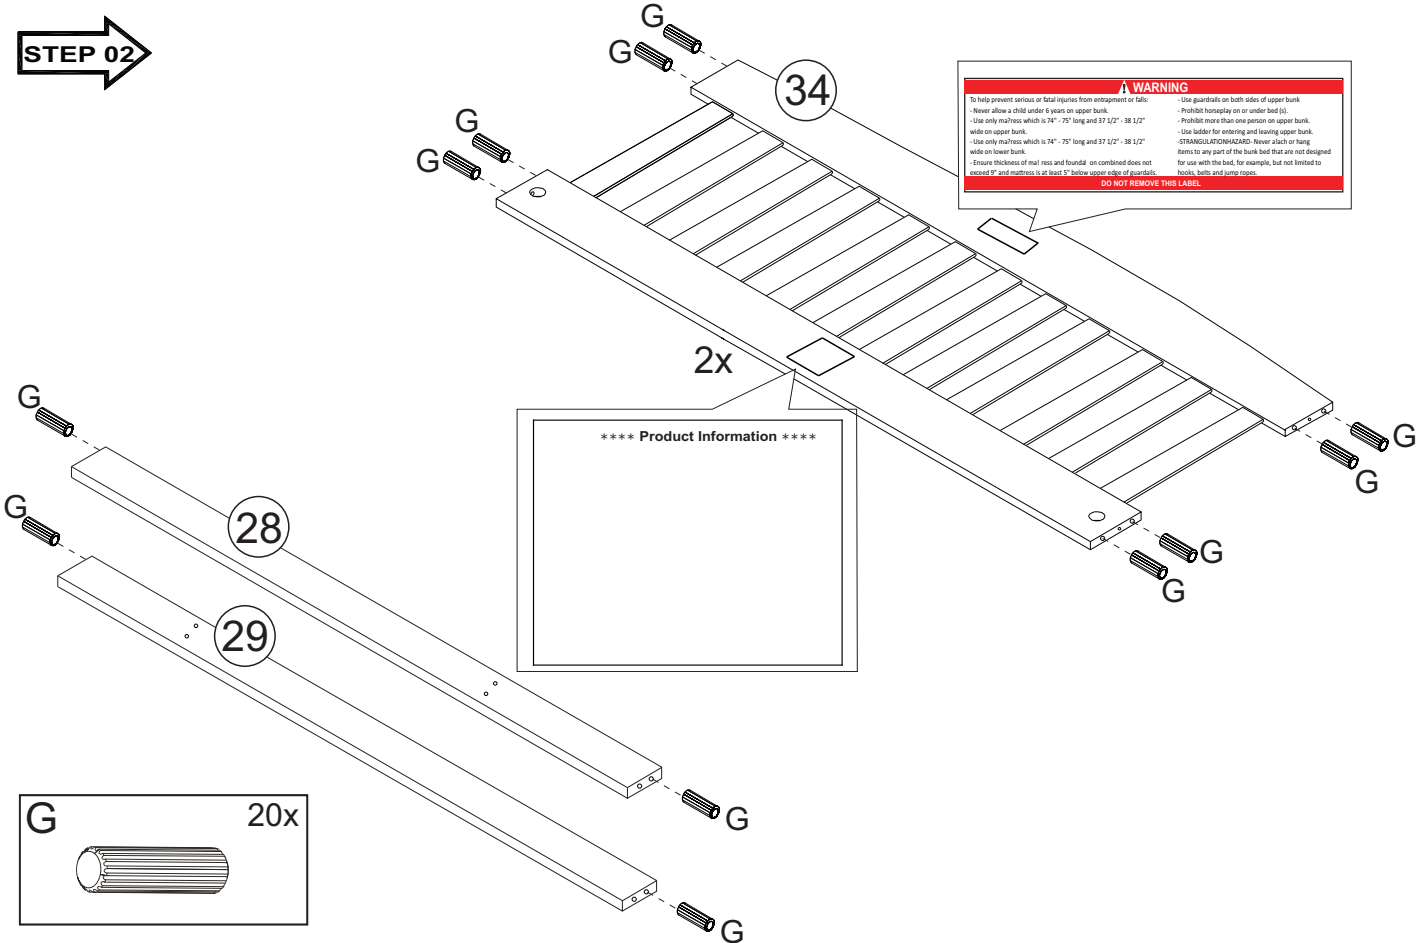 STEP 02
G
G
34
G
G
WARNING
To help prevent serious or fatal injuries from entrapment or falls:
- Never allow a child under 6 years on upper bunk.
- Use only ma?ress which is 74" - 75" long and 37 1/2" - 38 1/2"
wide on upper bunk.
- Use only ma?ress which is 74" - 75" long and 37 1/2" - 38 1/2"
wide on lower bunk.
- Ensure thickness of ma! ress and foundaI on combined does not
exceed 9" and mattress is at least 5" below upper edge of guardails.
- Use guardrails on both sides of upper bunk
- Prohibit horseplay on or under bed (s).
- Prohibit more than one person on upper bunk.
- Use ladder for entering and leaving upper bunk.
-STRANGULATIONHAZARD- Never aIach or hang
items to any part of the bunk bed that are not designed
for use with the bed, for example, but not limited to
hooks, belts and jump ropes.
DO NOT REMOVE THIS LABEL
2x
**** Product Information ****
G
G
G
G
G
G
28
29
G
G
G 20x